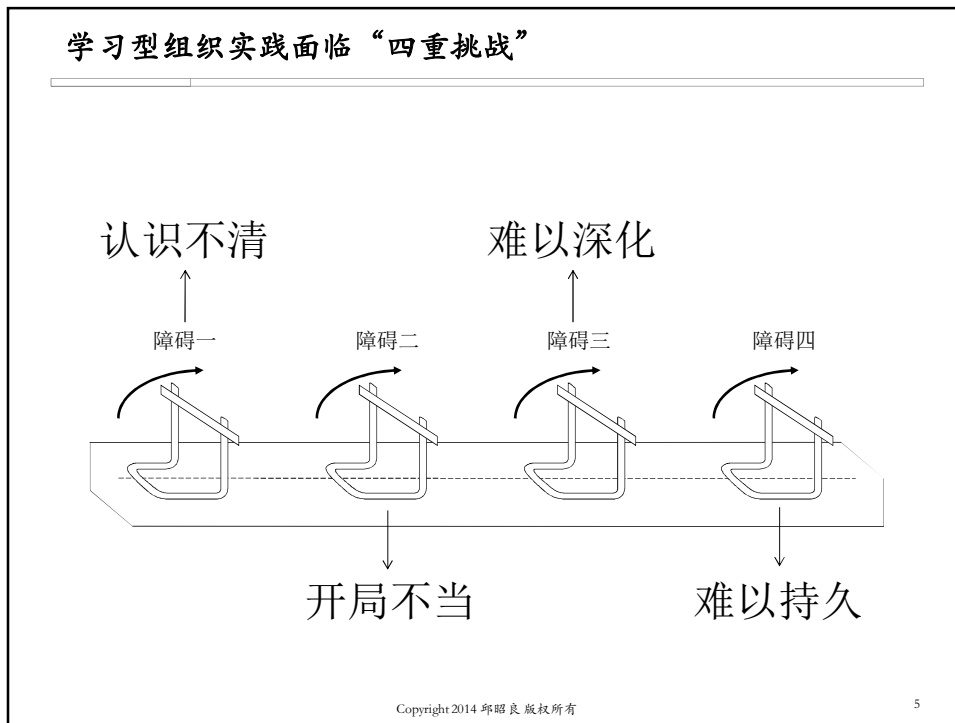 学习型组织实践面临“四重挑战”
认识不清
难以深化
障碍一
障碍二
障碍三
障碍四
开局不当
难以持久
Copyright 2014 邱昭良 版权所有
5